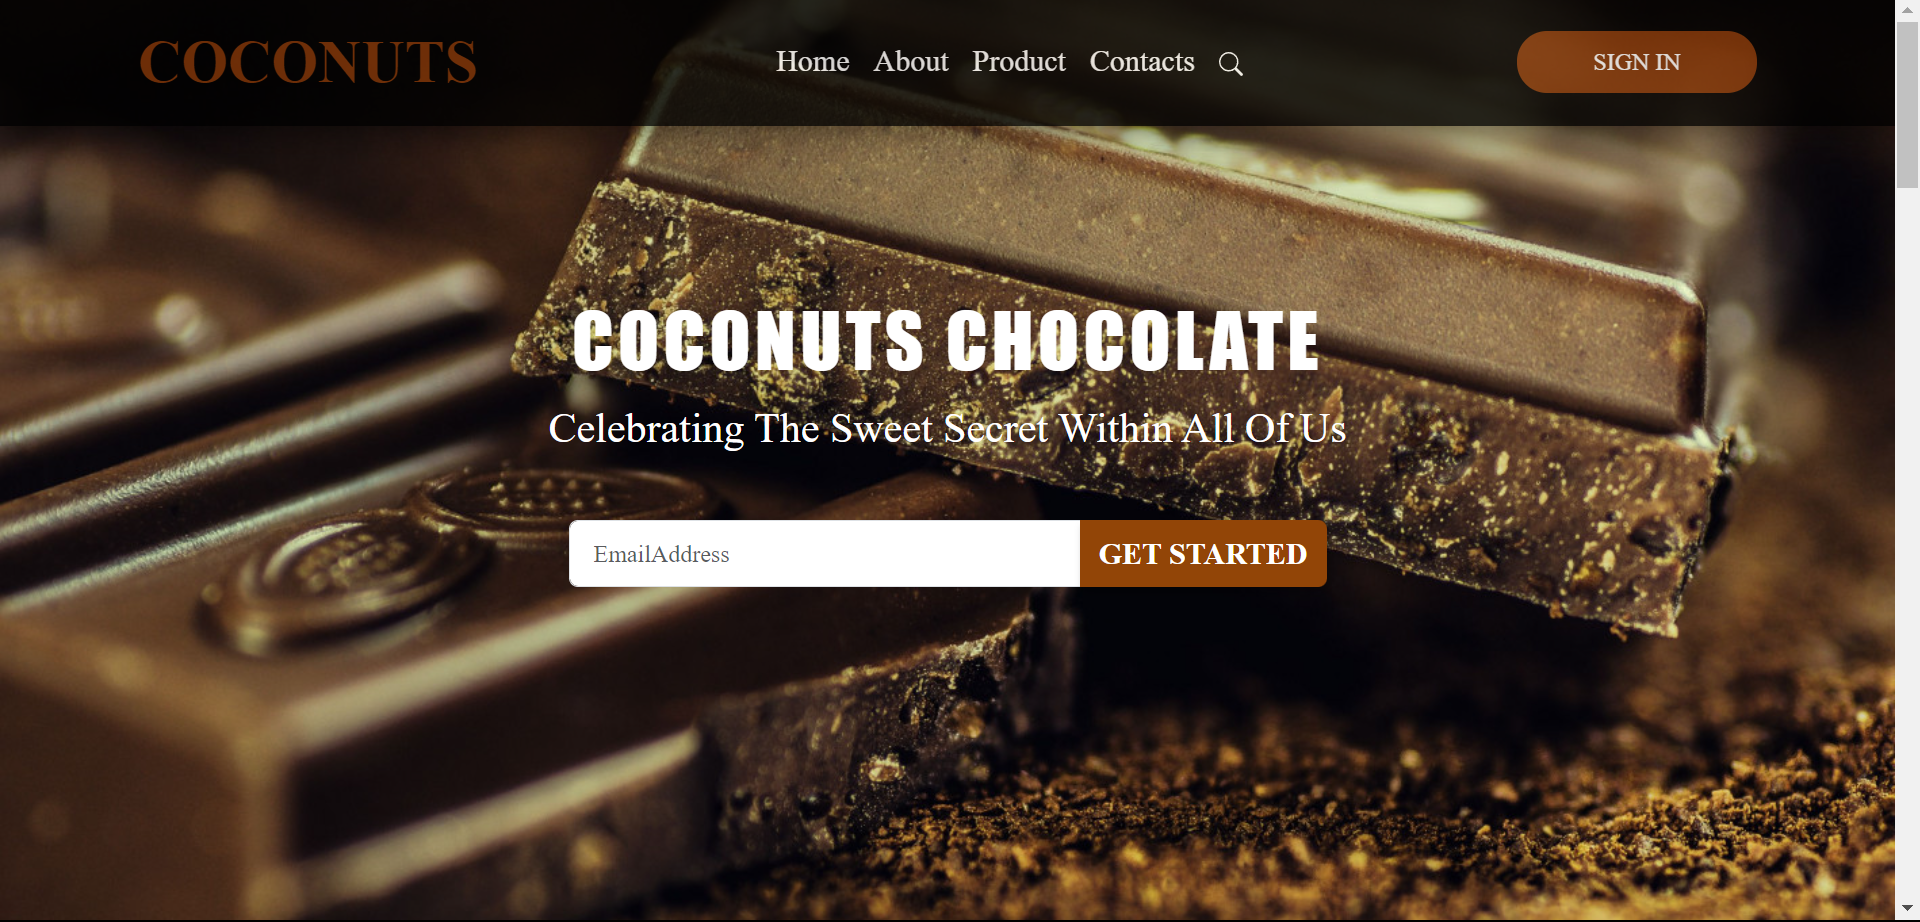 COCONUTS
Home About Product Contacts
SIGN IN
COCONUTS CHOCOLATE
Celebrating The Sweet Secret Within All Of Us
EmailAddress
GET STARTED